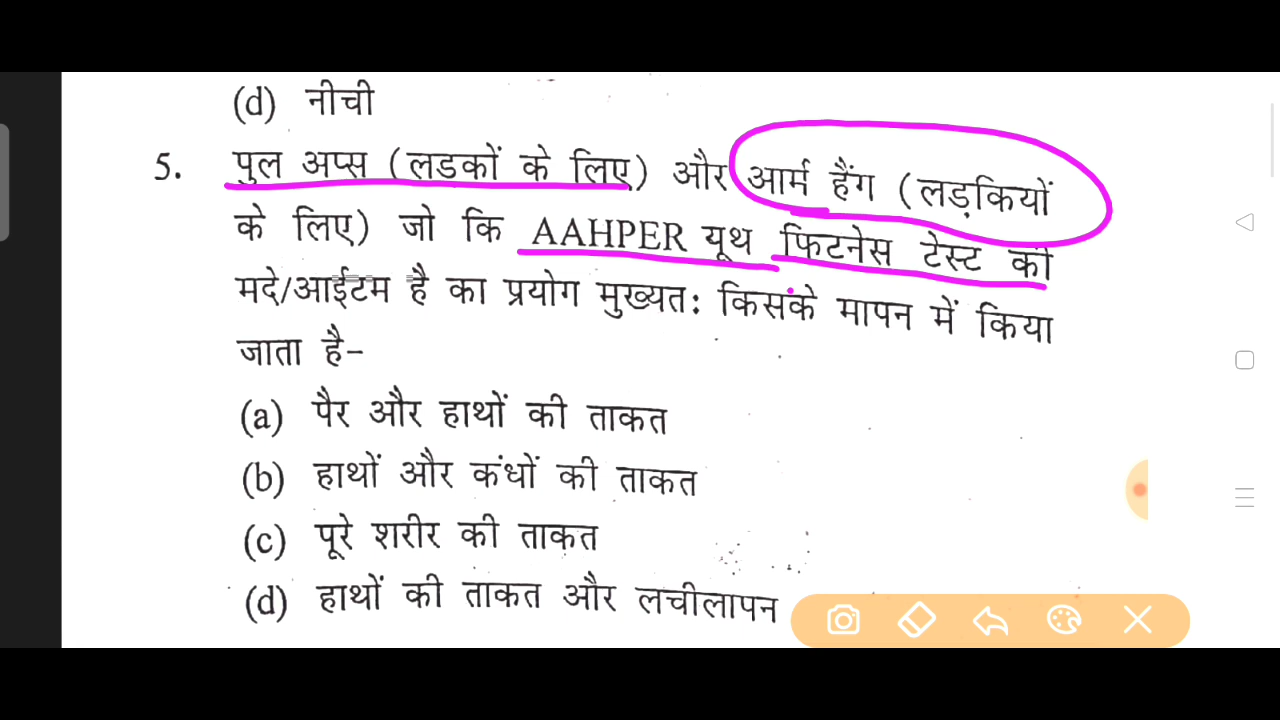 (d) नीची
5. पुल अप्स (लडकों के लिए) और आर्म हैंग (लड़कियों
के लिए) जो कि AAHPER यूथ फिटनेस टेस्ट की
मदे/आईटम है का प्रयोग मुख्यत: किसके मापन में किया
जाता है-
(a) पैर और हाथों की ताकत
(b) हाथों और कंधों की ताकत
(c) पूरे शरीर की ताकत
(d) हाथों की ताकत और लचीलापन